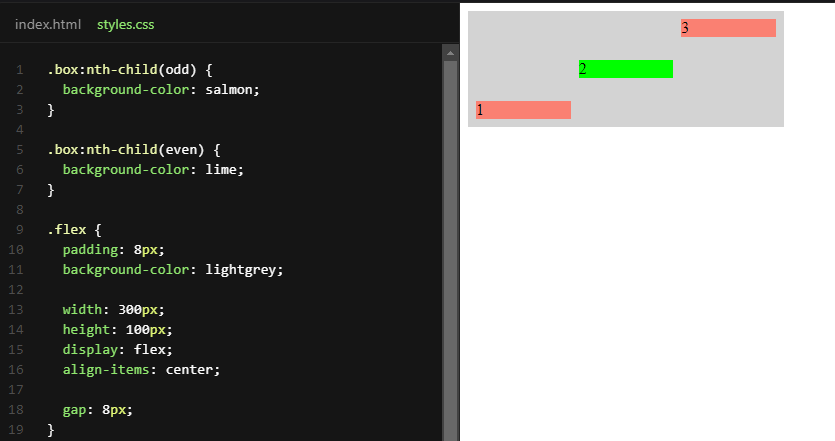 index.html styles.css
1 .box:nth-child(odd) {
2 background-color: salmon;
3 }
4
5 .box:nth-child(even) {
6 background-color: lime;
7 }
8
9 .flex {
10 padding: 8px;
11 background-color: lightgrey;
12
13 width: 300px;
14 height: 100px;
15 display: flex;
16 align-items: center;
17
18 gap: 8px;
19 }
3
2
1